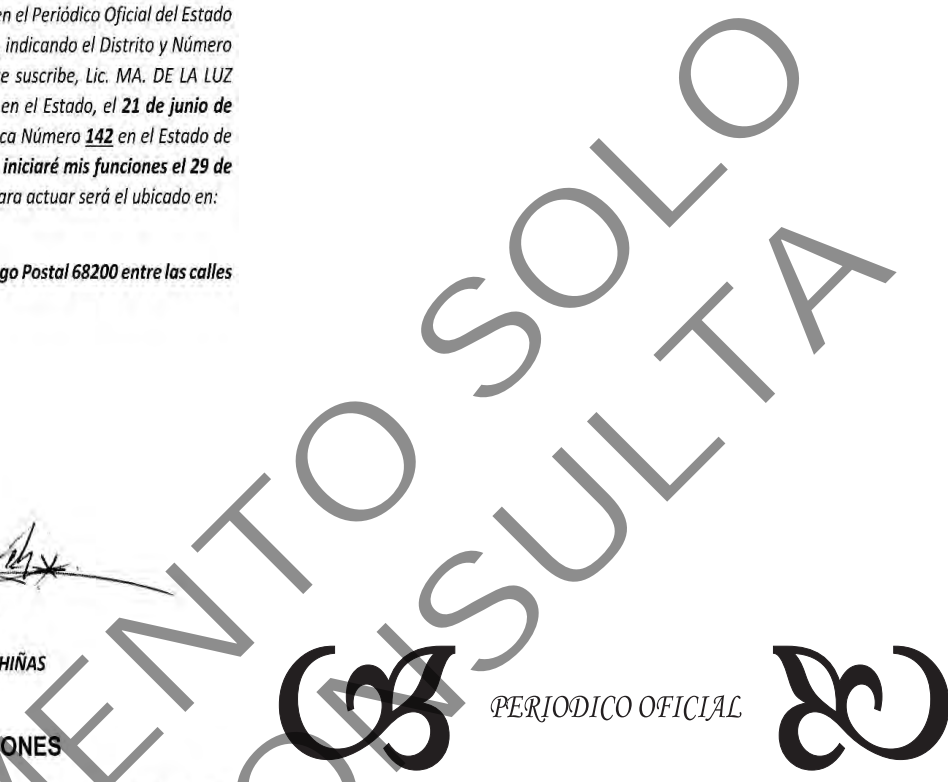 en el Periódico Oficial del Estado
indicando el Distrito y Número
e suscribe, Lic. MA. DE LA LUZ
en el Estado, el 21 de junio de
ca Número 142 en el Estado de
iniciaré mis funciones el 29 de
ara actuar será el ubicado en:
go Postal 68200 entre las calles
HIÑAS
ONES
PERIODICO OFICIAL
MENTO SOLO
ONSULTA